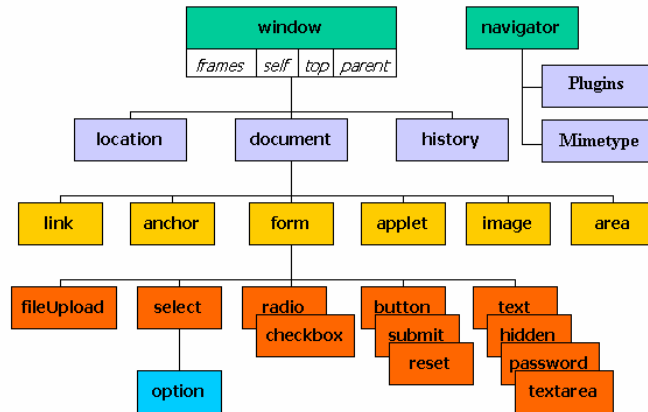 window navigator
frames self top parent
Plugins
location document history Mimetype
link anchor form applet image area
fileUpload select radio button text
checkbox submit hidden
reset password
option textarea